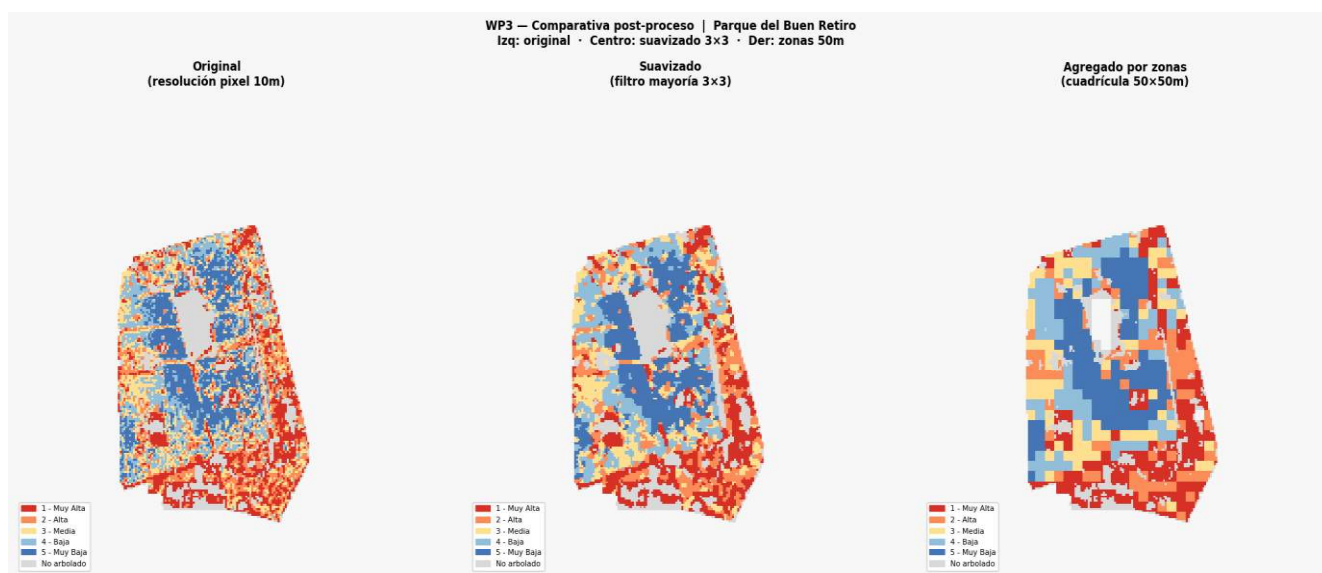 WP3 — Comparativa post-proceso | Parque del Buen Retiro
Izq: original · Centro: suavizado 3×3 · Der: zonas 50m
Original
(resolución pixel 10m)
Suavizado
(filtro mayoría 3×3)
Agregado por zonas
(cuadrícula 50×50m)
1 - Muy Alta
2 - Alta
3 - Media
4 - Baja
5 - Muy Baja
No arbolado
1 - Muy Alta
2 - Alta
3 - Media
4 - Baja
5 - Muy Baja
No arbolado
1 - Muy Alta
2 - Alta
3 - Media
4 - Baja
5 - Muy Baja
No arbolado